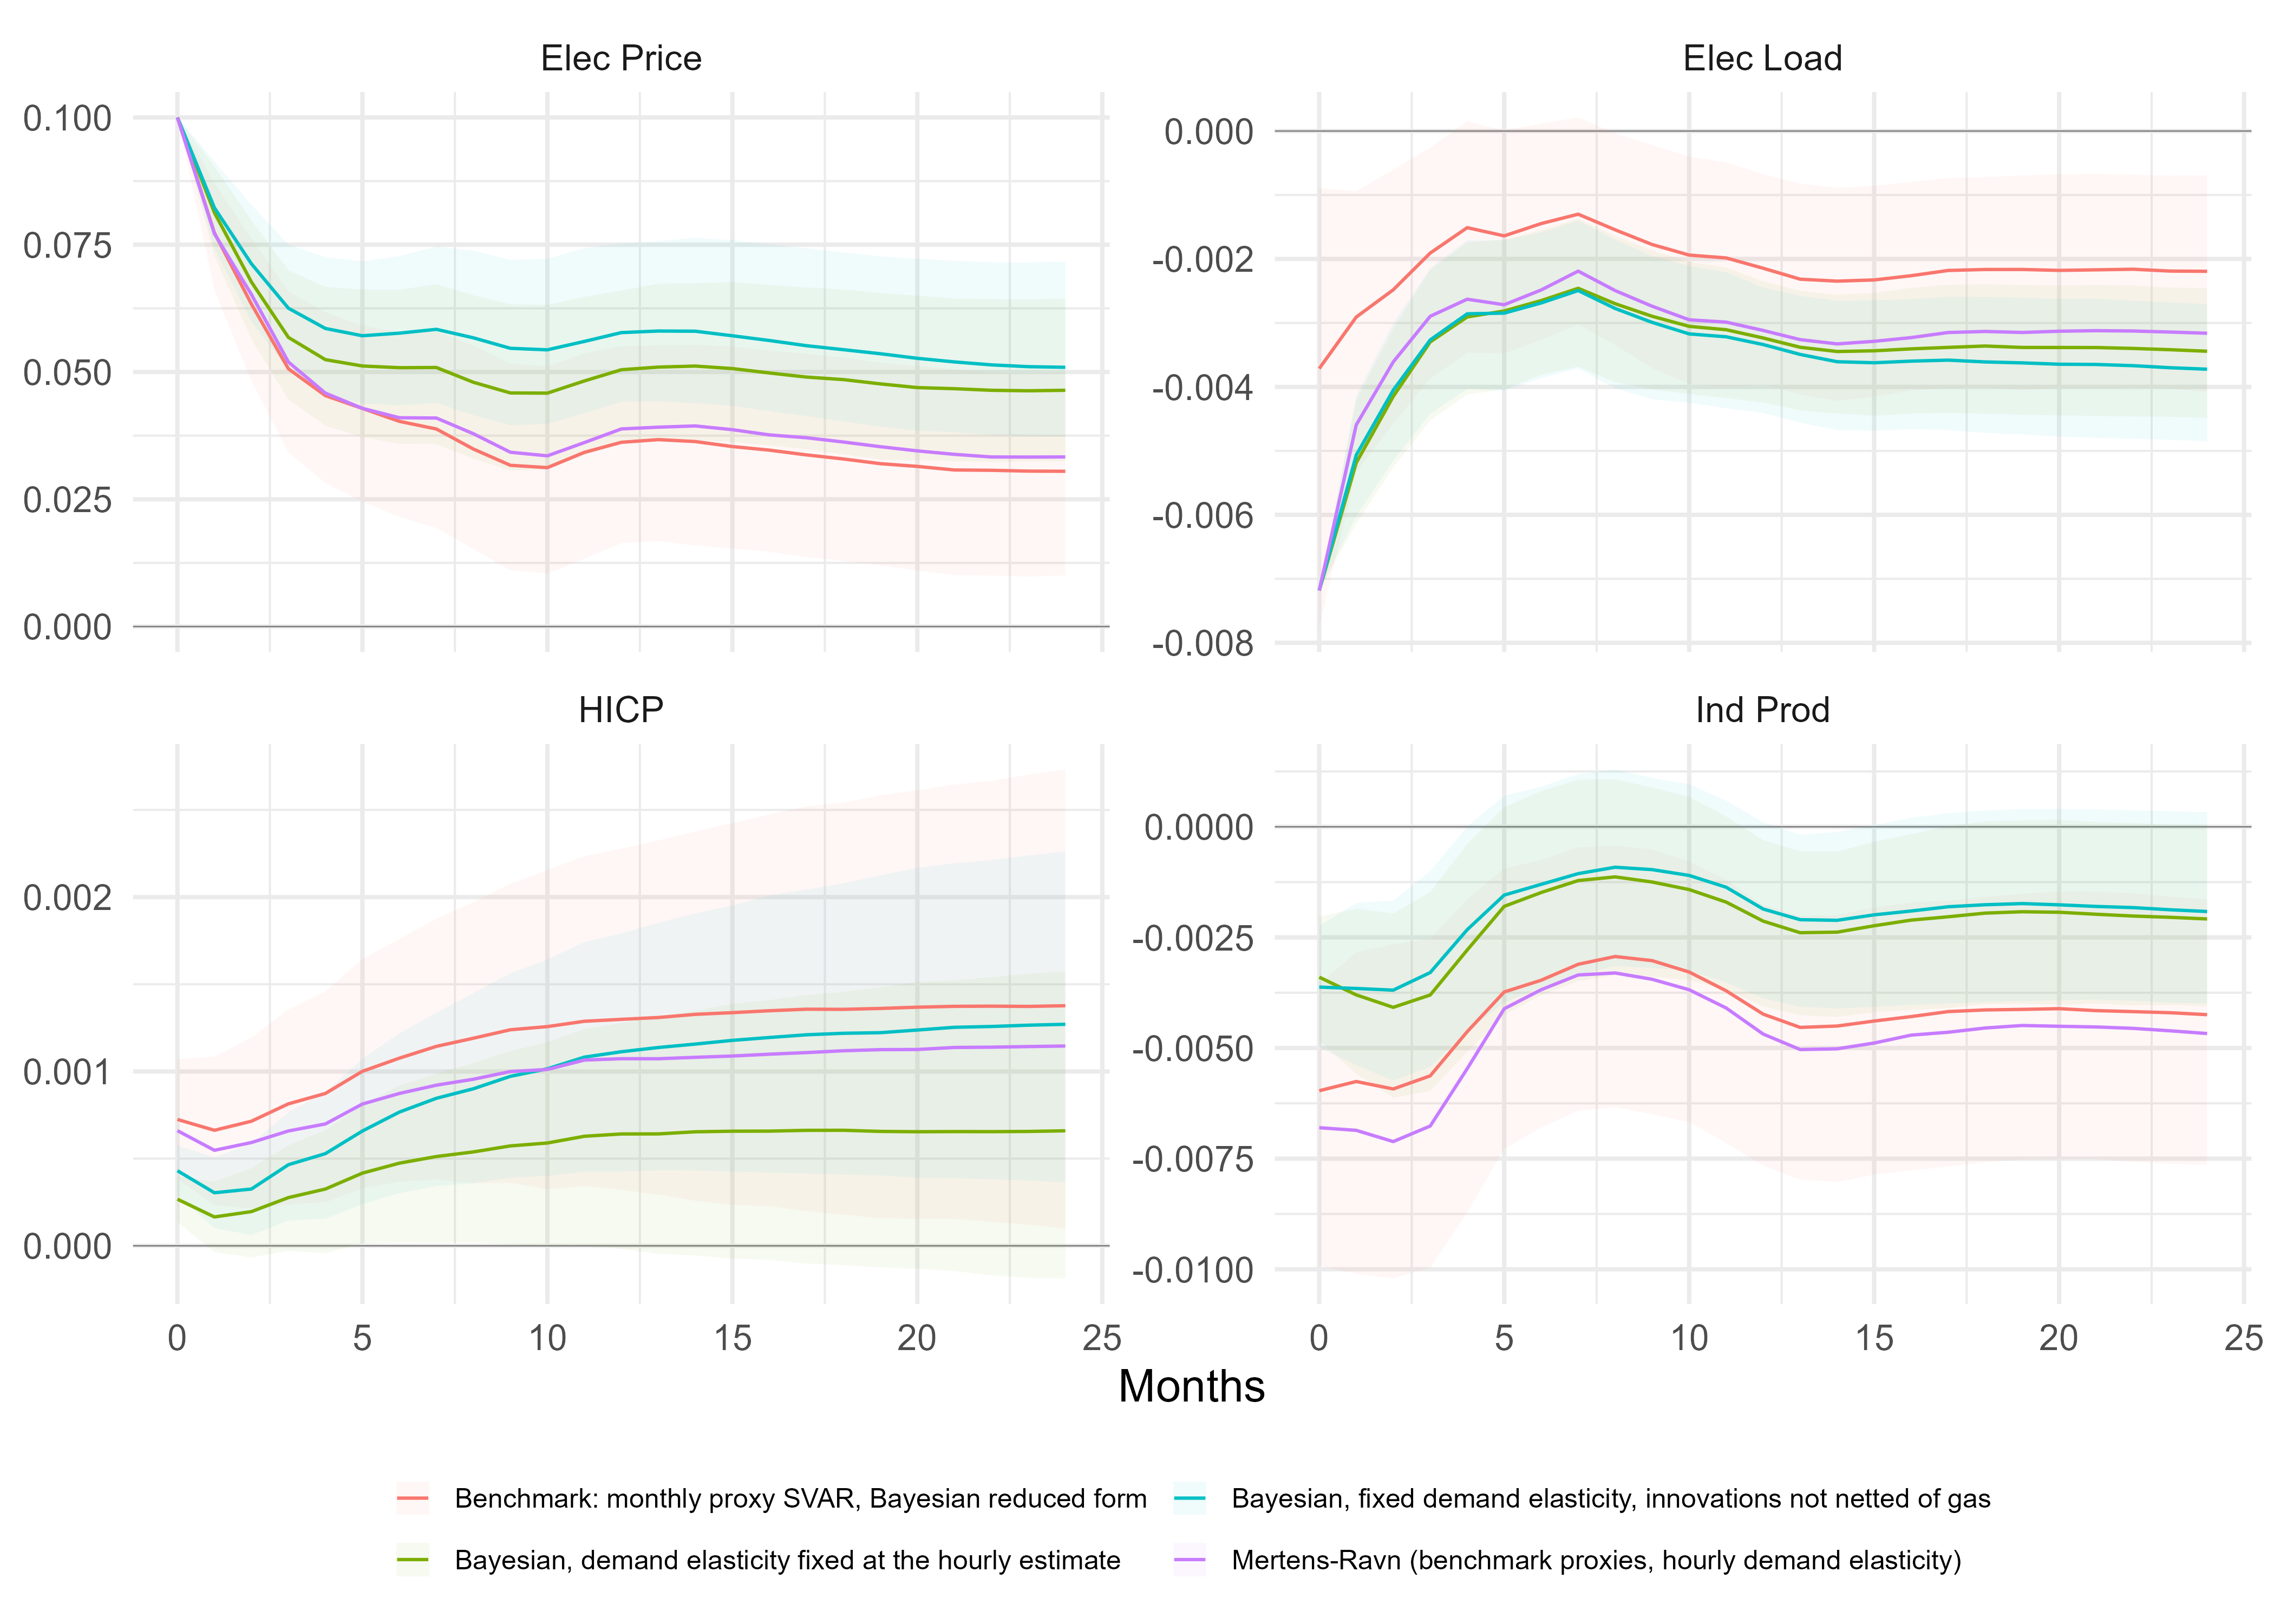 Elec Price
Elec Load
0.100
0.075
0.050
0.025
0.000
0.000
-0.002
-0.004
-0.006
-0.008
HICP
Ind Prod
0.002
0.001
0.000
0.0000
-0.0025
-0.0050
-0.0075
-0.0100
0 5 10 15 20 25
0 5 10 15 20 25
Months
Benchmark: monthly proxy SVAR, Bayesian reduced form
Bayesian, fixed demand elasticity, innovations not netted of gas
Bayesian, demand elasticity fixed at the hourly estimate
Mertens-Ravn (benchmark proxies, hourly demand elasticity)